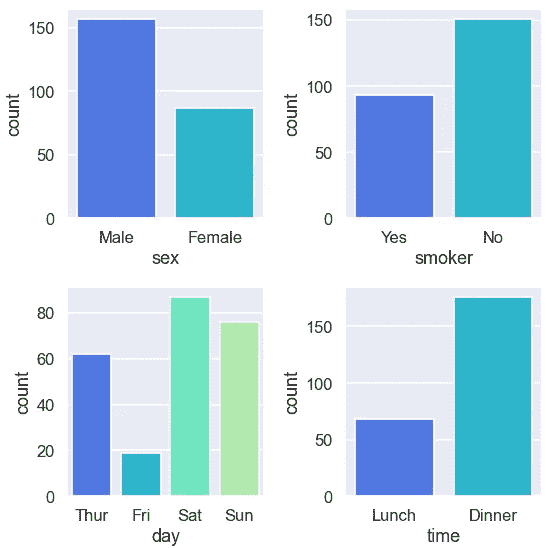 150
100
50
0
count
Male Female
sex
150
100
50
0
count
Yes No
smoker
80
60
40
20
0
count
Thur Fri Sat Sun
day
150
100
50
0
count
Lunch Dinner
time